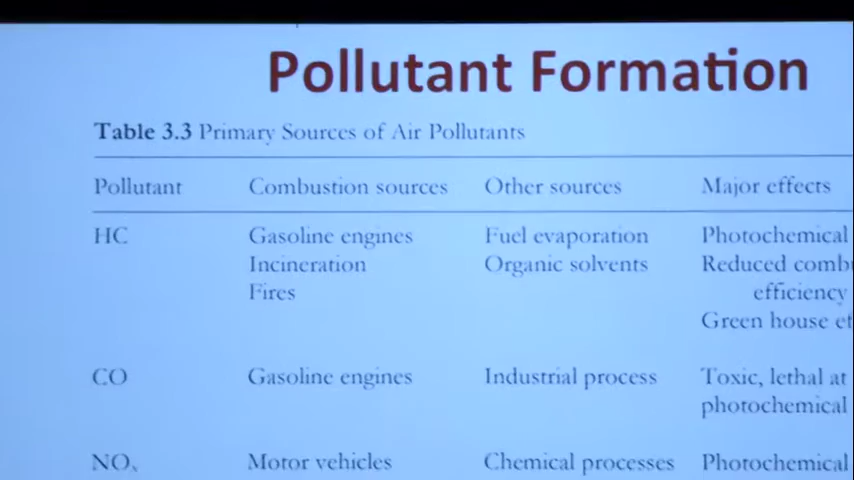 Pollutant Formation
Table 3.3 Primary Sources of Air Pollutants
Pollutant Combustion sources Other sources Major effects
HC Gasoline engines Fuel evaporation Photochemical
Incineration Organic solvents Reduced
Fires efficiency
Green house
CO Gasoline engines Industrial process Toxic, lethal at
photochemical
NOx Motor vehicles Chemical processes Photochemical